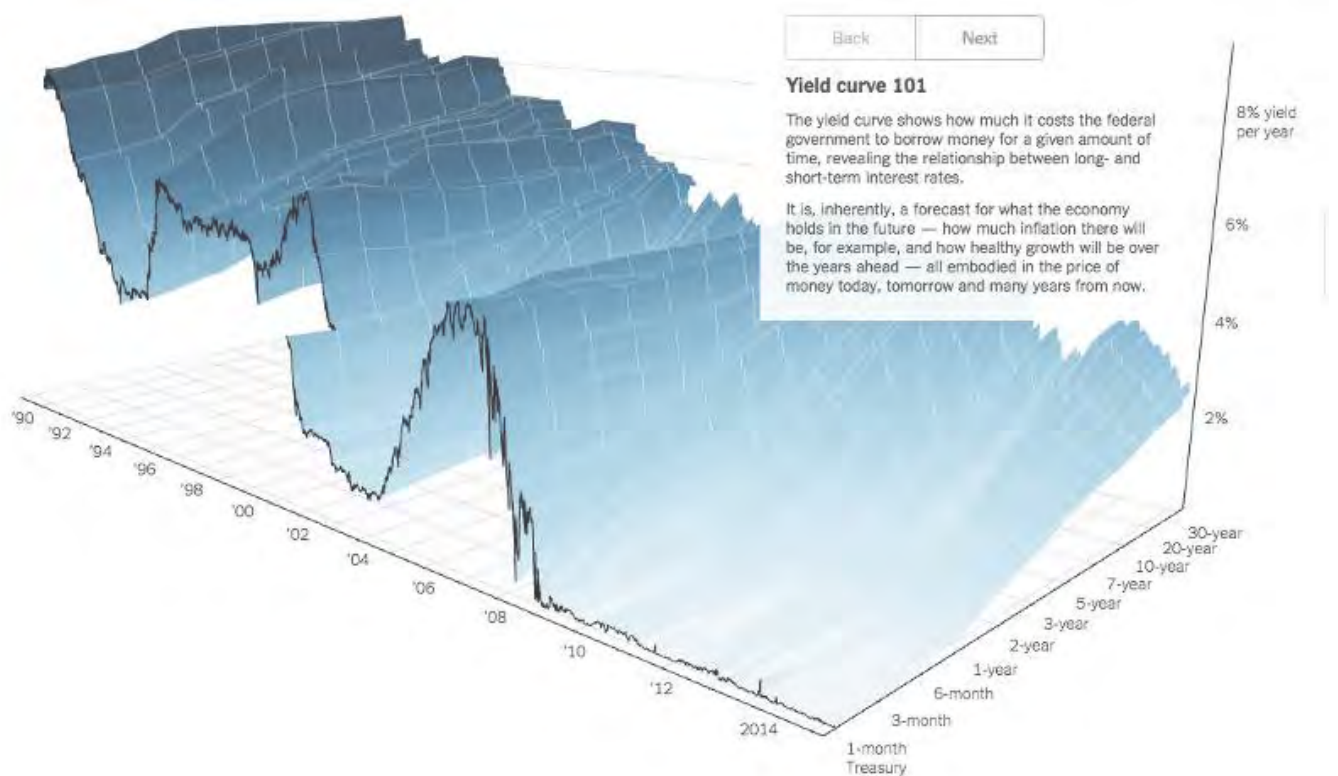 Back
Next
Yield curve 101
The yield curve shows how much it costs the federal
government to borrow money for a given amount of
time, revealing the relationship between long- and
short-term interest rates.
It is, inherently, a forecast for what the economy
holds in the future — how much inflation there will
be, for example, and how healthy growth will be over
the years ahead — all embodied in the price of
money today, tomorrow and many years from now.
8% yield
per year
6%
4%
2%
'90
'92
'94
'96
'98
'00
'02
'04
'06
'08
'10
'12
2014
30-year
20-year
10-year
7-year
5-year
3-year
2-year
1-year
6-month
3-month
1-month
Treasury